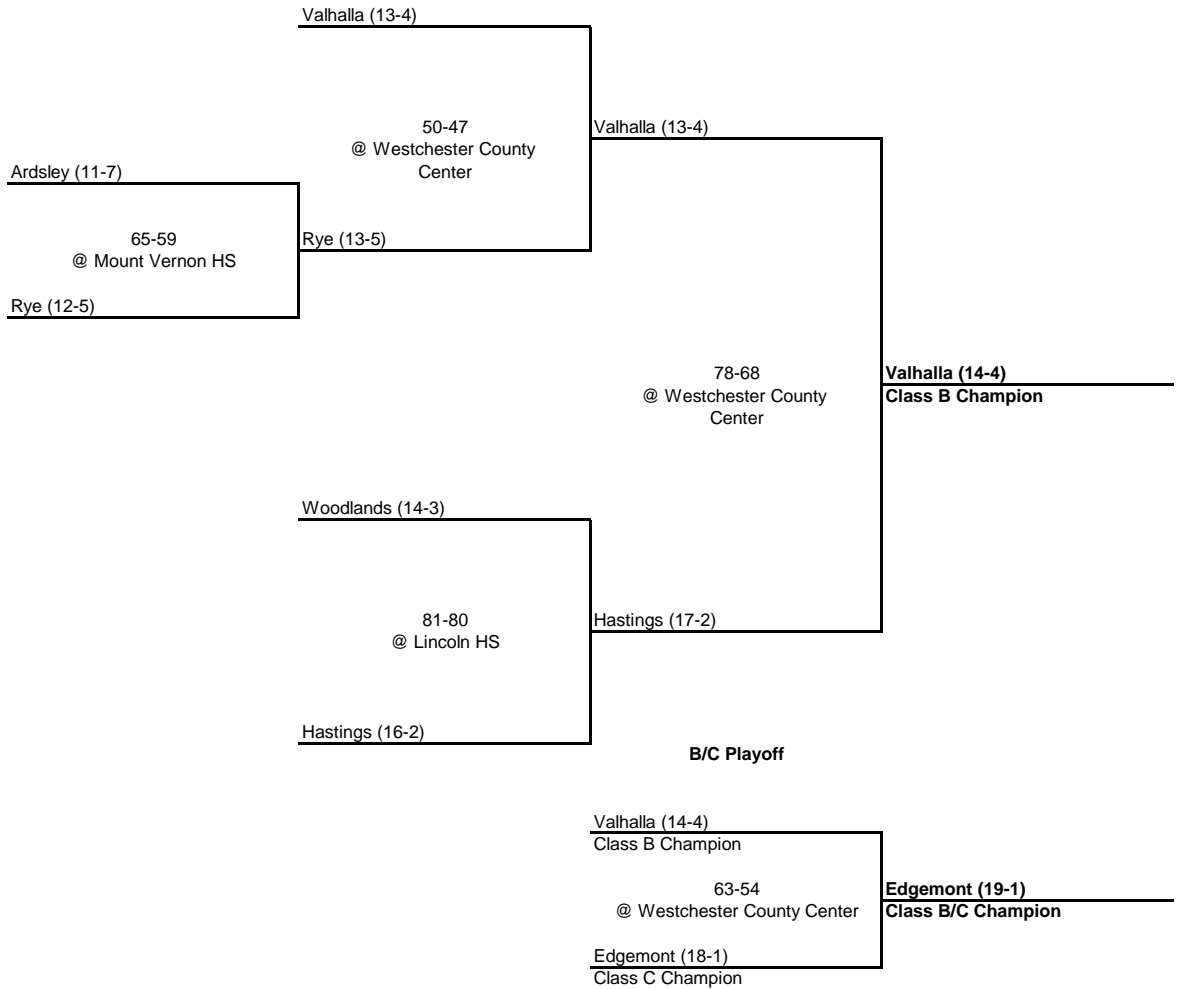 Valhalla (13-4)
50-47
@ Westchester County
Center
Valhalla (13-4)
Ardsley (11-7)
65-59
@ Mount Vernon HS
Rye (13-5)
Rye (12-5)
78-68
@ Westchester County
Center
Valhalla (14-4)
Class B Champion
Woodlands (14-3)
81-80
@ Lincoln HS
Hastings (17-2)
Hastings (16-2)
B/C Playoff
Valhalla (14-4)
Class B Champion
63-54
@ Westchester County Center
Edgemont (19-1)
Class B/C Champion
Edgemont (18-1)
Class C Champion